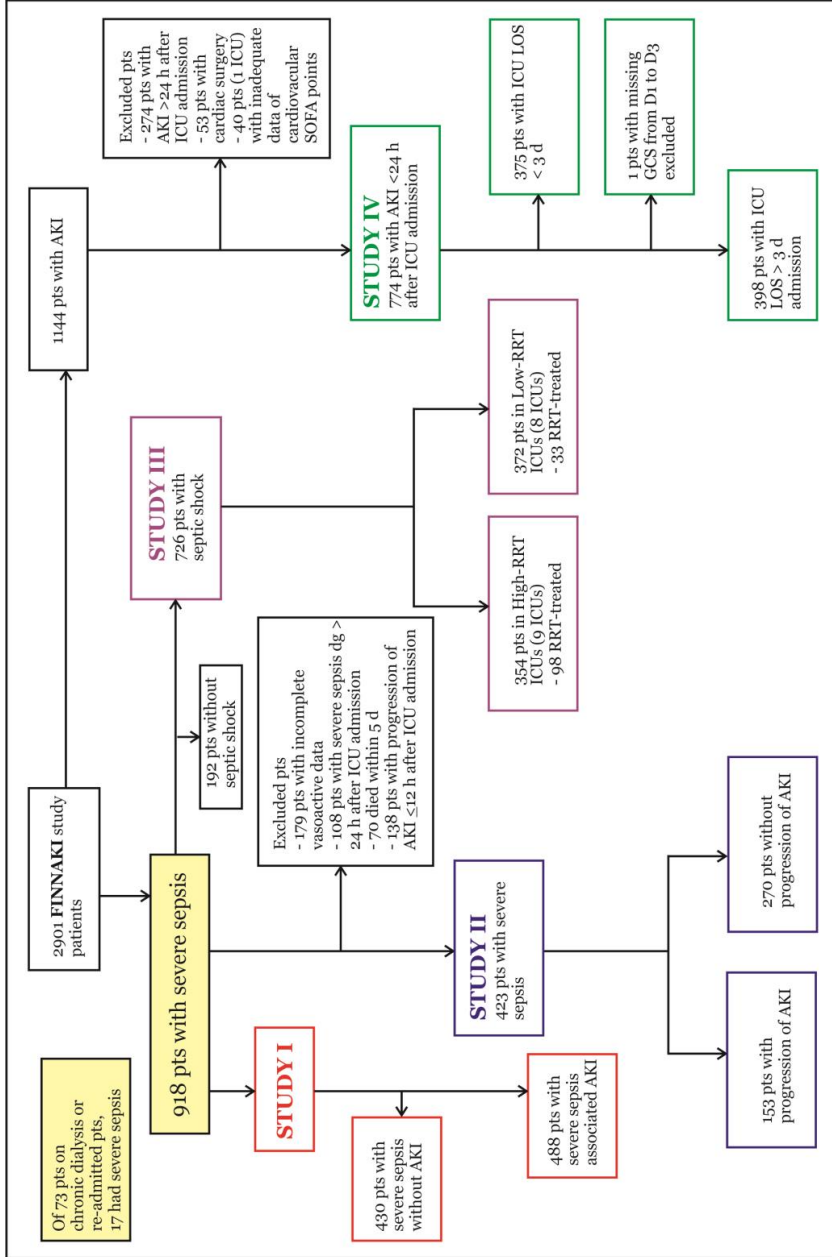 Of 73 pts on
chronic dialysis or
re-admitted pts,
17 had severe sepsis
2901 FINNAKI study
patients
1144 pts with AKI
918 pts with severe sepsis
192 pts without
septic shock
Excluded pts
- 274 pts with
AKI >24 h after
ICU admission
- 53 pts with
cardiac surgery
- 40 pts (1 ICU)
with inadequate
data of
cardiovacular
SOFA points
STUDY I
430 pts with
severe sepsis
without AKI
488 pts with
severe sepsis
associated AKI
Excluded pts
- 179 pts with incomplete
vasoactive data
- 108 pts with severe sepsis dg >
24 h after ICU admission
- 70 died within 5 d
- 138 pts with progression of
AKI ≤12 h after ICU admission
STUDY II
423 pts with severe
sepsis
153 pts with
progression of AKI
270 pts without
progression of AKI
STUDY III
726 pts with
septic shock
354 pts in High-RRT
ICUs (9 ICUs)
- 98 RRT-treated
372 pts in Low-RRT
ICUs (8 ICUs)
- 33 RRT-treated
STUDY IV
774 pts with AKI <24 h
after ICU admission
375 pts with ICU LOS
< 3 d
1 pts with missing
GCS from D1 to D3
excluded
398 pts with ICU
LOS > 3 d
admission